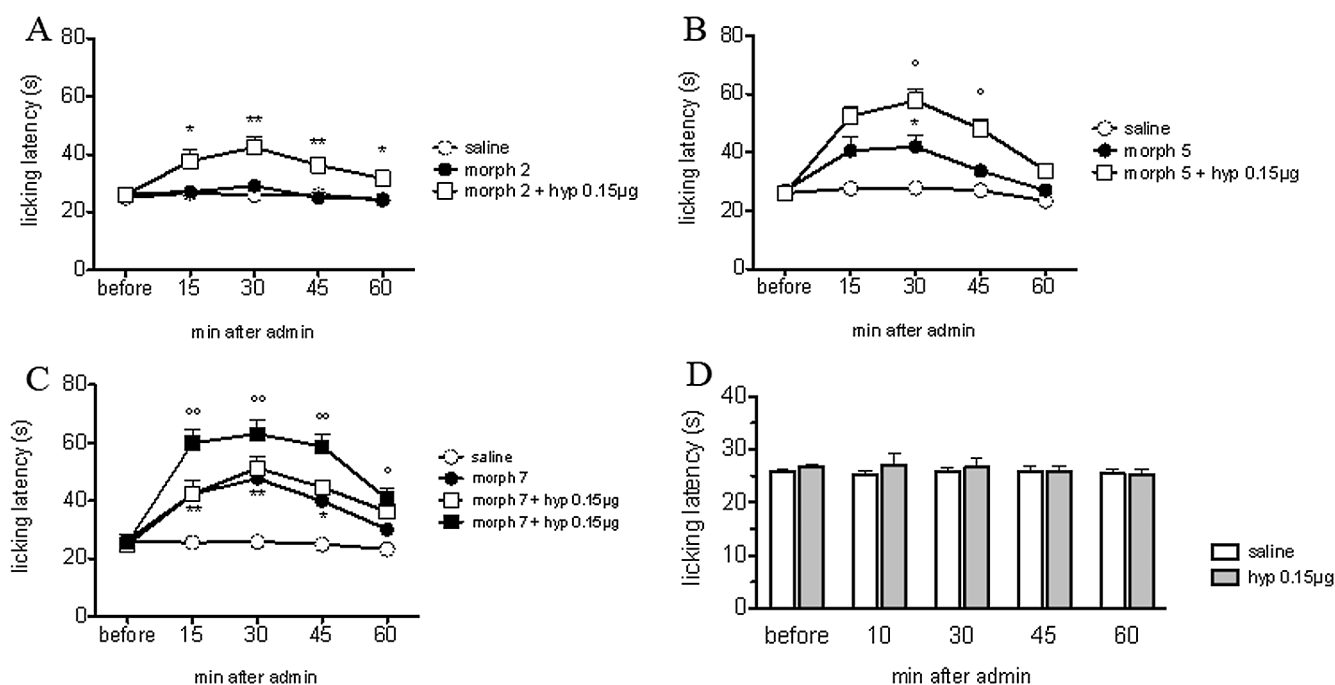 A
80
60
40
20
0
licking latency (s)
before 15 30 45 60
min after admin
* ** ** *
saline
morph 2
morph 2 + hyp 0.15µg
B
80
60
40
20
0
licking latency (s)
before 15 30 45 60
min after admin
° °
*
saline
morph 5
morph 5 + hyp 0.15µg
C
80
60
40
20
0
licking latency (s)
before 15 30 45 60
min after admin
°° °° °° °
** ** *
saline
morph 7
morph 7 + hyp 0.15µg
morph 7 + hyp 0.15µg
D
40
30
20
10
0
licking latency (s)
before 10 30 45 60
min after admin
saline
hyp 0.15µg